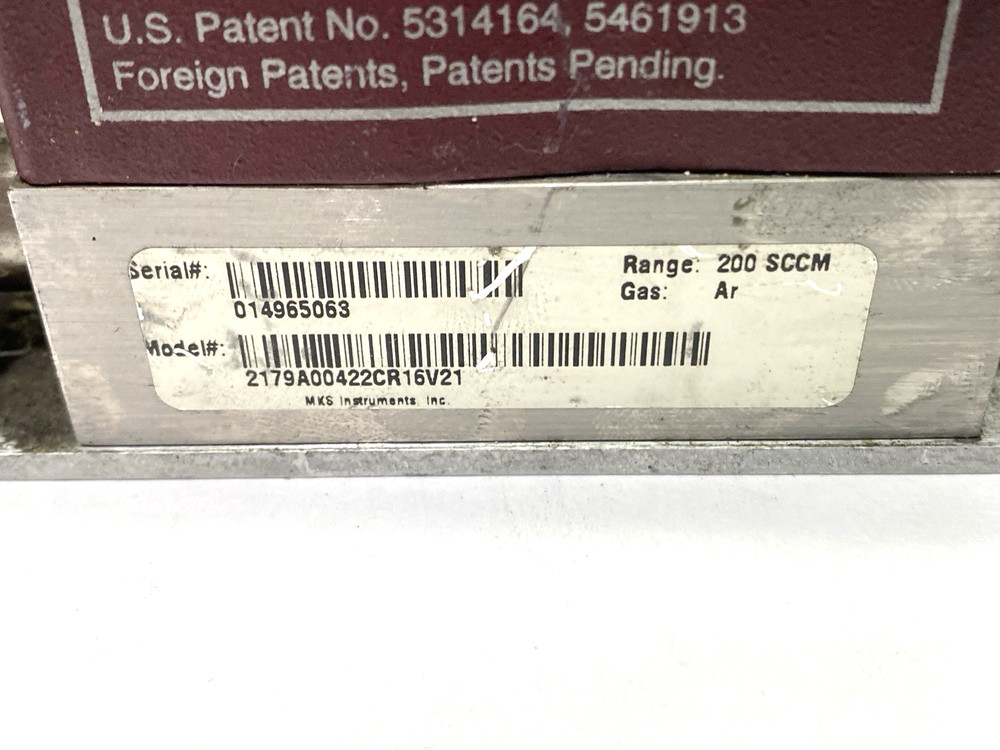 U.S. Patent No. 5314164, 5461913
Foreign Patents, Patents Pending.
Serial#:
014965063
Range: 200 SCCM
Gas: Ar
Model#:
2179A00422CR16V21
MKS Instruments, Inc.